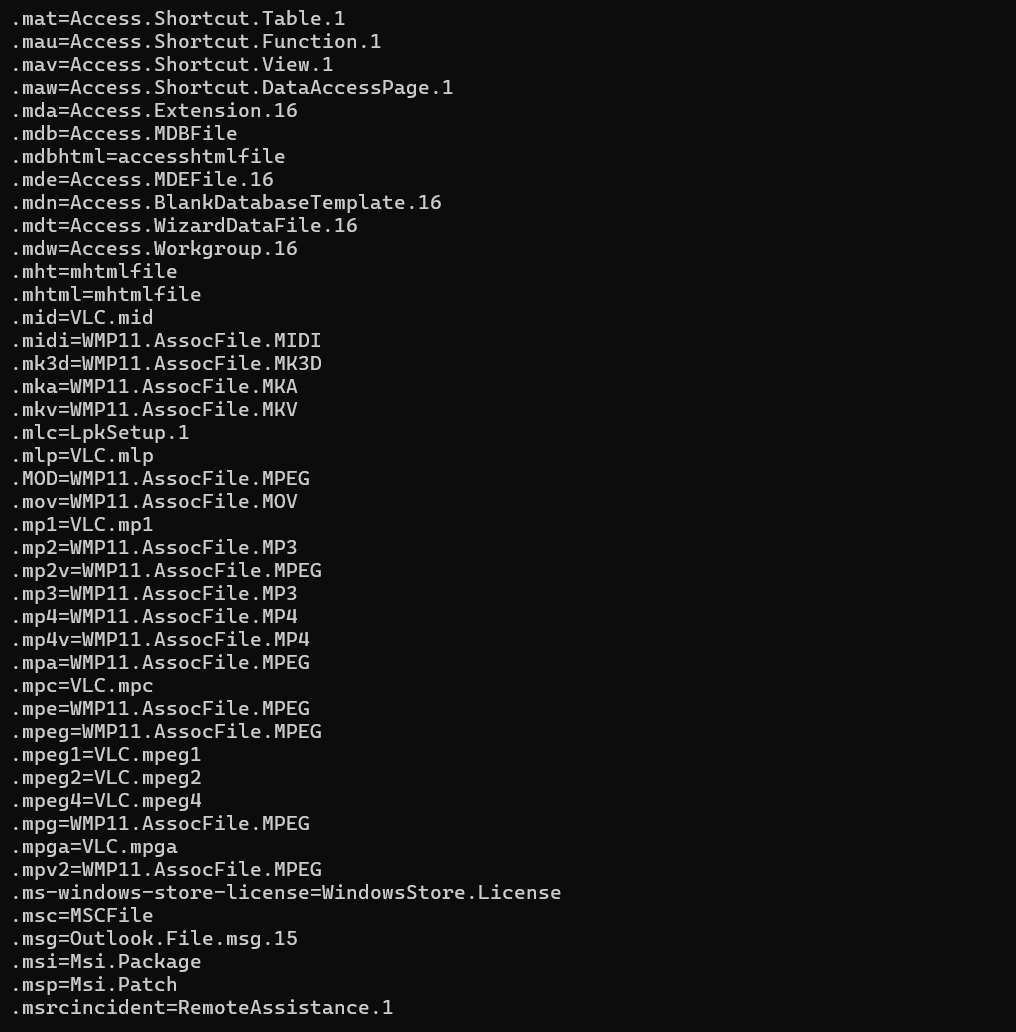 .mat=Access.Shortcut.Table.1
.mau=Access.Shortcut.Function.1
.mav=Access.Shortcut.View.1
.maw=Access.Shortcut.DataAccessPage.1
.mda=Access.Extension.16
.mdb=Access.MDBFile
.mdbhtml=accesshtmlfile
.mde=Access.MDEFile.16
.mdn=Access.BlankDatabaseTemplate.16
.mdt=Access.WizardDataFile.16
.mdw=Access.Workgroup.16
.mht=mhtmlfile
.mhtml=mhtmlfile
.mid=VLC.mid
.midi=WMP11.AssocFile.MIDI
.mk3d=WMP11.AssocFile.MK3D
.mka=WMP11.AssocFile.MKA
.mkv=WMP11.AssocFile.MKV
.mlc=LpkSetup.1
.mlp=VLC.mlp
.MOD=WMP11.AssocFile.MPEG
.mov=WMP11.AssocFile.MOV
.mp1=VLC.mp1
.mp2=WMP11.AssocFile.MP3
.mp2v=WMP11.AssocFile.MPEG
.mp3=WMP11.AssocFile.MP3
.mp4=WMP11.AssocFile.MP4
.mp4v=WMP11.AssocFile.MP4
.mpa=WMP11.AssocFile.MPEG
.mpc=VLC.mpc
.mpe=WMP11.AssocFile.MPEG
.mpeg=WMP11.AssocFile.MPEG
.mpeg1=VLC.mpeg1
.mpeg2=VLC.mpeg2
.mpeg4=VLC.mpeg4
.mpg=WMP11.AssocFile.MPEG
.mpga=VLC.mpga
.mpv2=WMP11.AssocFile.MPEG
.ms-windows-store-license=WindowsStore.License
.msc=MSCFile
.msg=Outlook.File.msg.15
.msi=Msi.Package
.msp=Msi.Patch
.msrcincident=RemoteAssistance.1